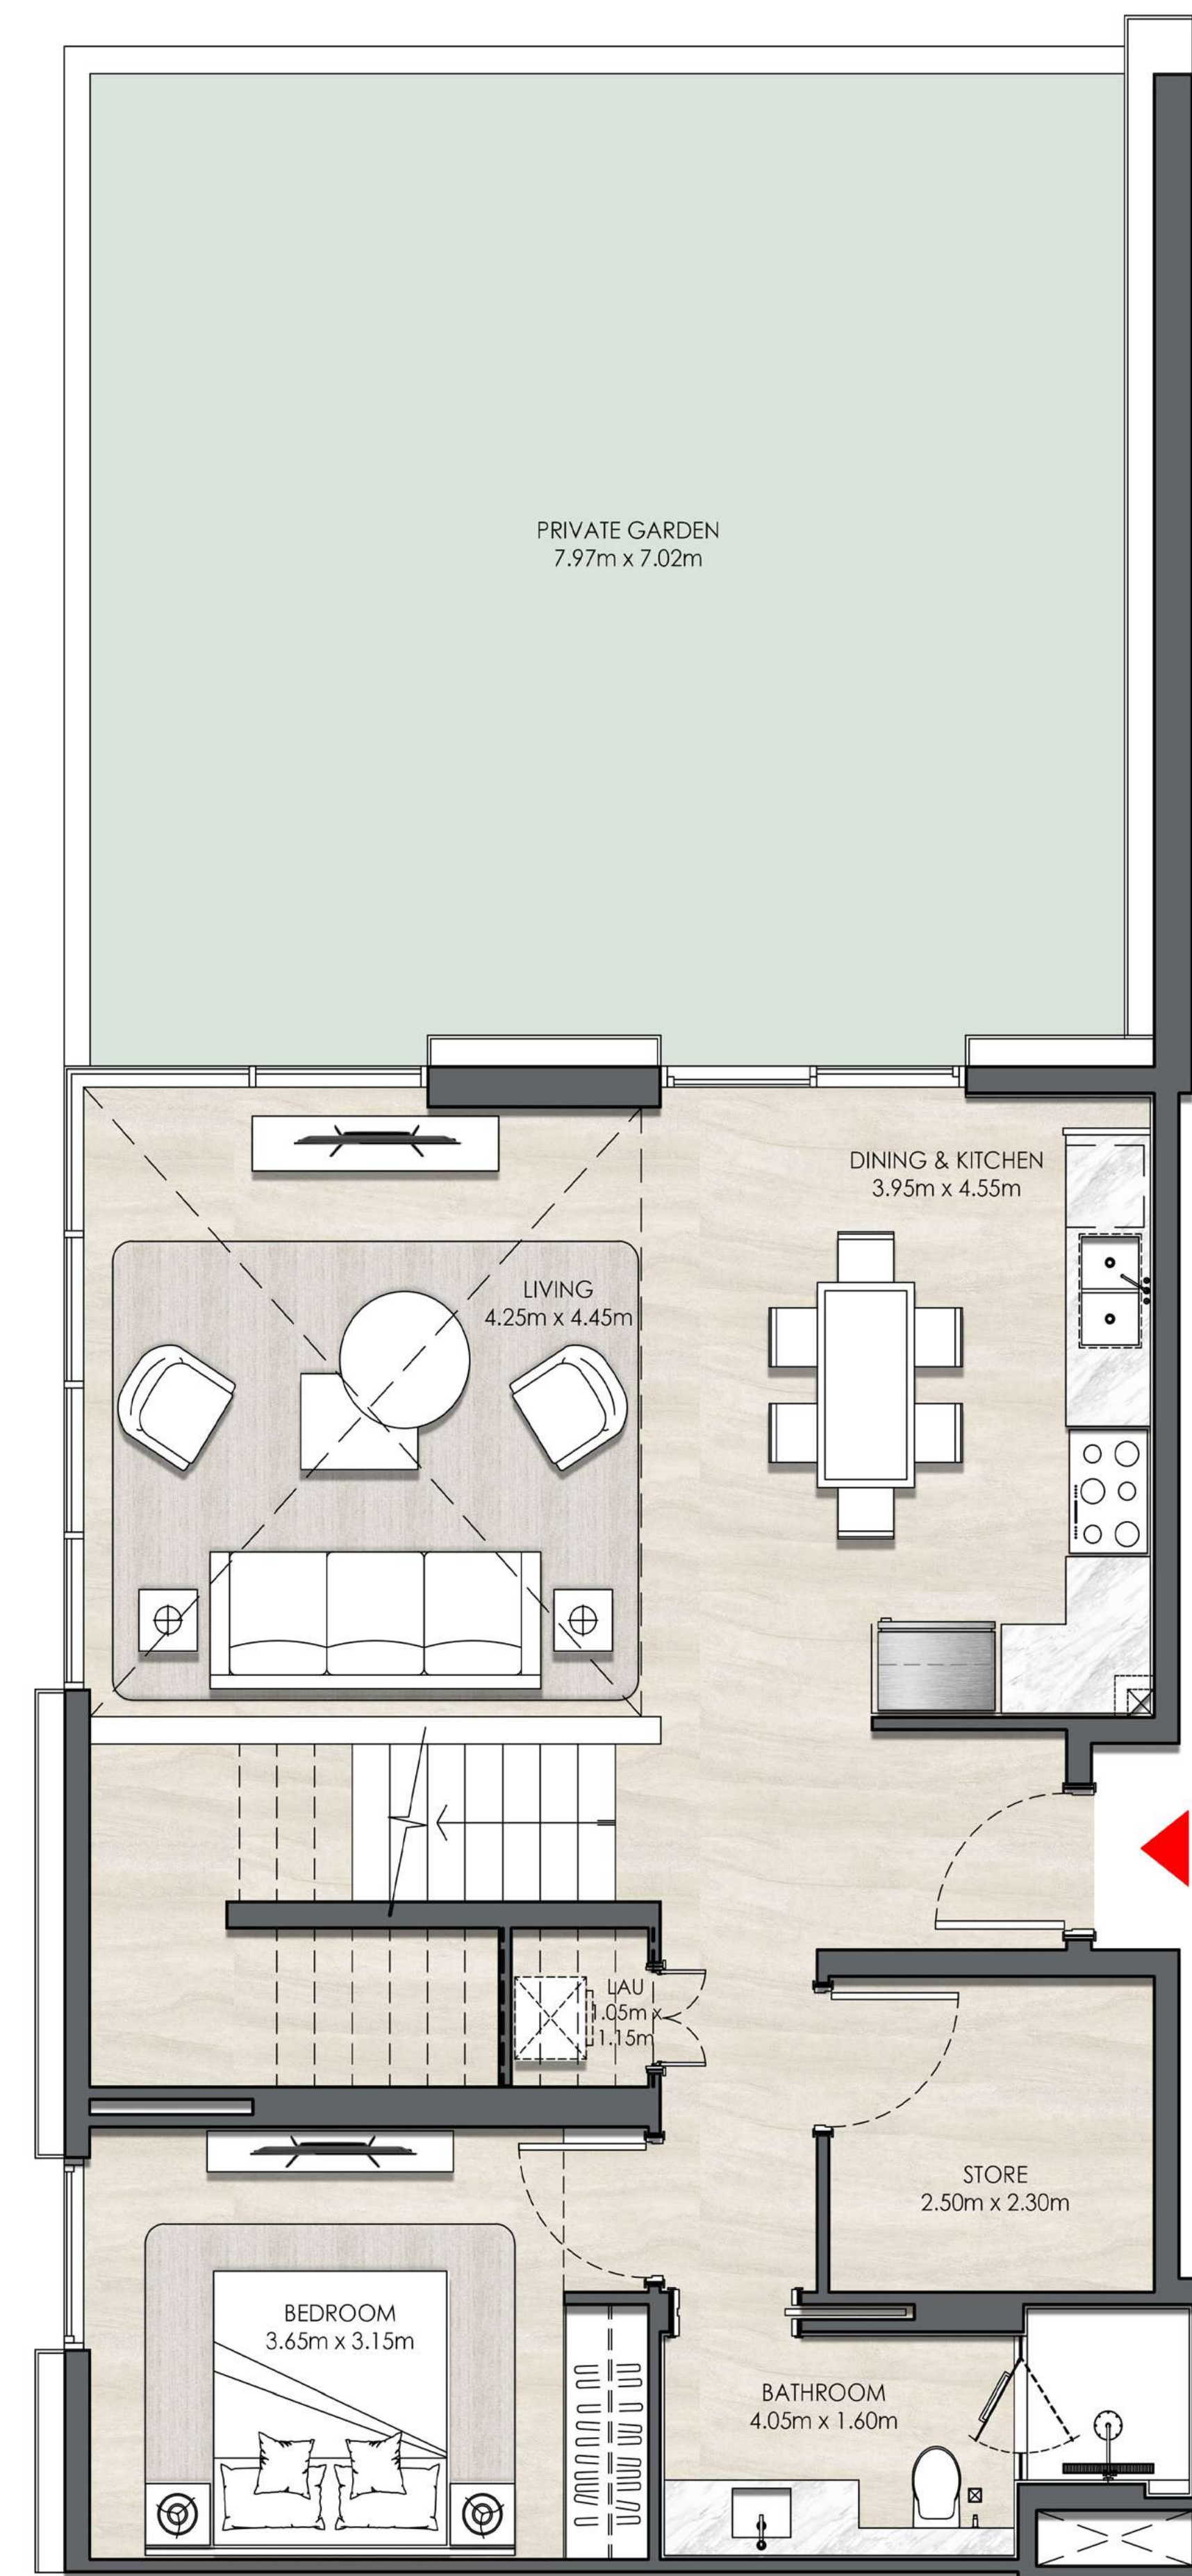 PRIVATE GARDEN
7.97m x 7.02m
DINING & KITCHEN
3.95m x 4.55m
LIVING
4.25m x 4.45m
LAU
1.05m x
1.15m
STORE
2.50m x 2.30m
BEDROOM
3.65m x 3.15m
BATHROOM
4.05m x 1.60m